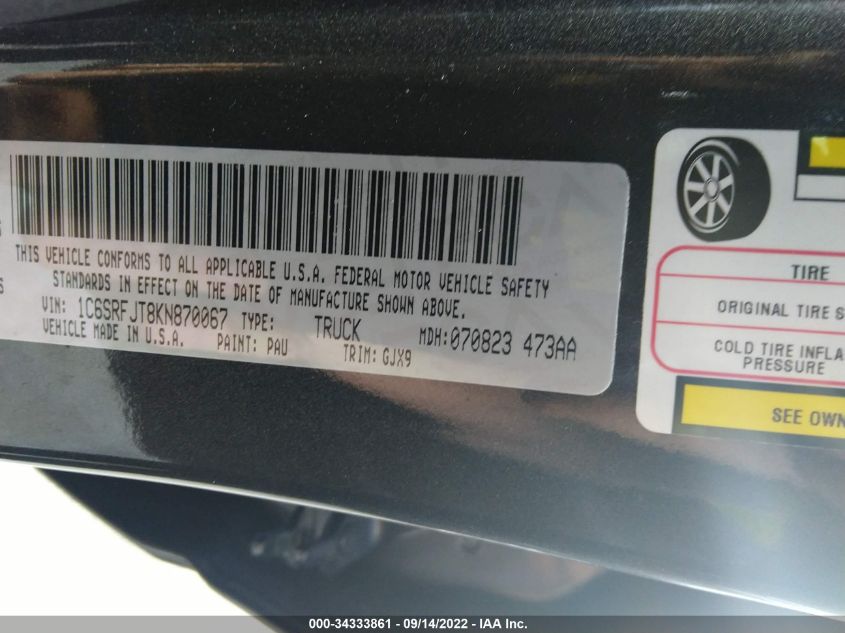 THIS VEHICLE CONFORMS TO ALL APPLICABLE U.S.A. FEDERAL MOTOR VEHICLE SAFETY
STANDARDS IN EFFECT ON THE DATE OF MANUFACTURE SHOWN ABOVE.
VIN: 1C6SRFJT8KN870067 TYPE: TRUCK MDH:070823 473AA
VEHICLE MADE IN U.S.A. PAINT: PAU TRIM: GJX9
TIRE
ORIGINAL TIRE S
COLD TIRE INFLA
PRESSURE
SEE OWN
000-34333861 - 09/14/2022 - IAA Inc.